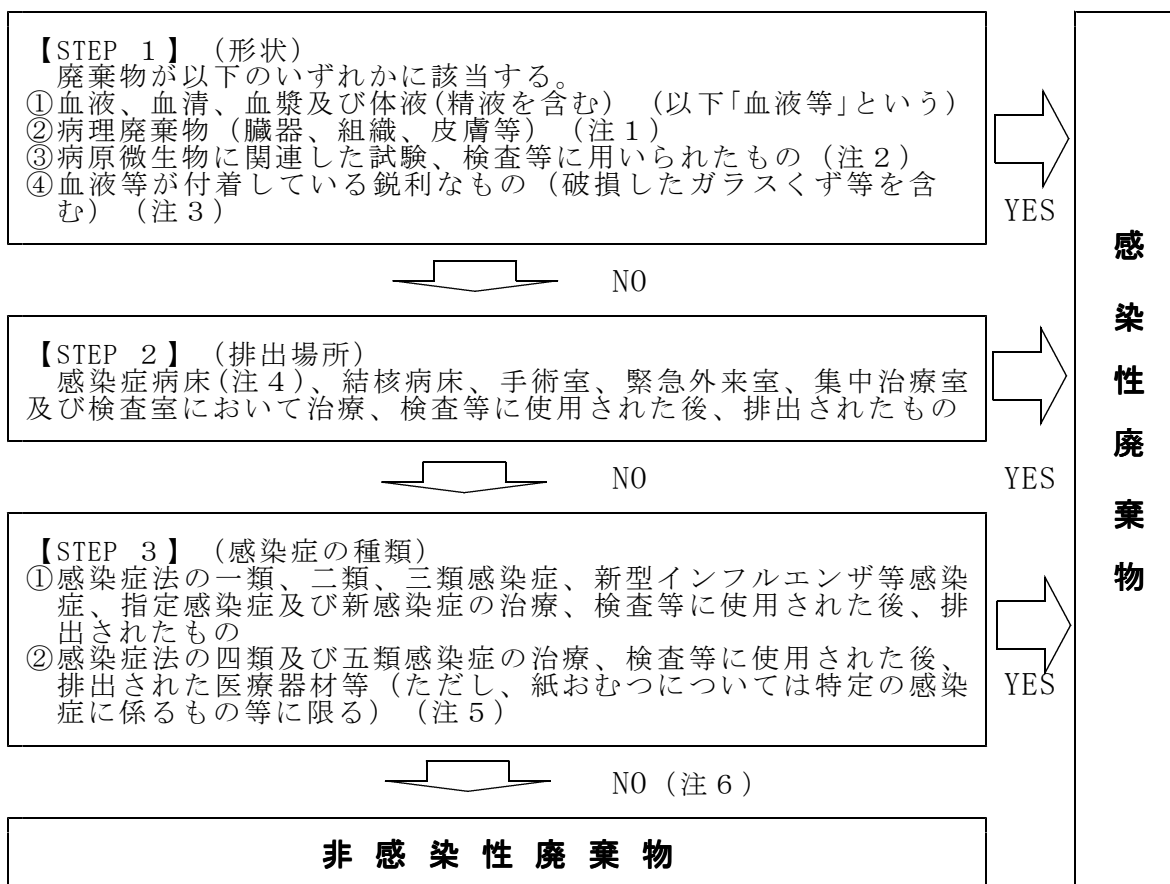 【STEP １】（形状）
廃棄物が以下のいずれかに該当する。
①血液、血清、血漿及び体液(精液を含む)（以下｢血液等｣という）
②病理廃棄物（臓器、組織、皮膚等）（注１）
③病原微生物に関連した試験、検査等に用いられたもの（注２）
④血液等が付着している鋭利なもの（破損したガラスくず等を含
む）（注３）
YES
NO
【STEP ２】（排出場所）
感染症病床(注４)、結核病床、手術室、緊急外来室、集中治療室
及び検査室において治療、検査等に使用された後、排出されたもの
YES
NO
【STEP ３】（感染症の種類）
①感染症法の一類、二類、三類感染症、新型インフルエンザ等感染
症、指定感染症及び新感染症の治療、検査等に使用された後、排
出されたもの
②感染症法の四類及び五類感染症の治療、検査等に使用された後、
排出された医療器材等（ただし、紙おむつについては特定の感染
症に係るもの等に限る）（注５）
YES
NO（注６）
非感染性廃棄物
感染性廃棄物